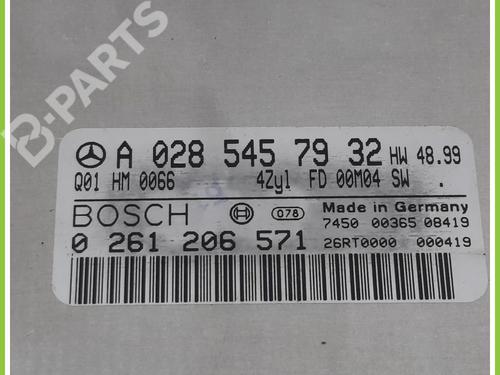 B-PARTS
A 028 545 79 32 HW 48.99
Q01 HM 0066 4Zyl FD 00M04 SW .
BOSCH 078 Made in Germany
7450 00365 08419
0 261 206 571 26RT0000 000419